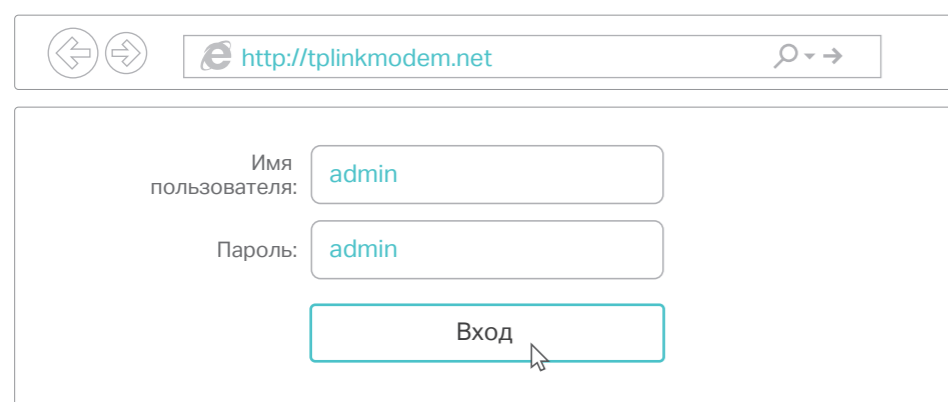 http://tplinkmodem.net
Имя
пользователя:
admin
Пароль:
admin
Вход